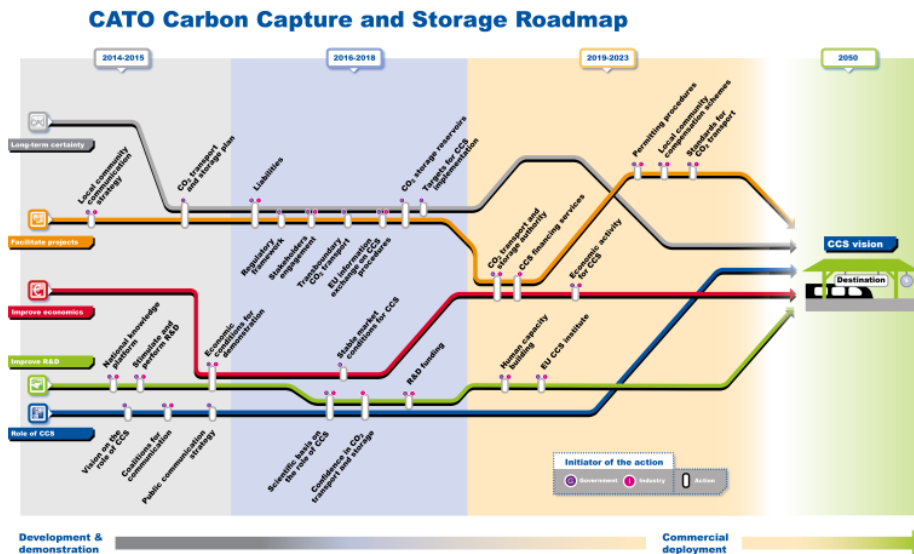 CATO Carbon Capture and Storage Roadmap
2014-2015
2016-2018
2019-2023
2050
Long-term certainty
Local community
communication
strategy
CO₂ transport
and storage plan
Liabilities
CO₂ storage reservoirs
Targets for CCS
implementation
Permitting procedures
Local community
compensation schemes
Standards for
CO₂ transport
Facilitate projects
Regulatory
framework
Stakeholders
engagement
Transboundary
CO₂ transport
EU information
exchange on CCS
procedures
CO₂ transport and
storage authority
CCS financing services
Economic activity
for CCS
CCS vision
Destination
Improve economics
National knowledge
platform
Stimulate and
perform R&D
Economic
conditions for
demonstration
Stable market
conditions for CCS
R&D funding
Human capacity
building
EU CCS institute
Improve R&D
Role of CCS
Vision on the
role of CCS
Coalitions for
communication
Public communication
strategy
Scientific basis on
the role of CCS
Confidence in CO₂
transport and storage
Initiator of the action
G Government
I Industry
Action
Development &
demonstration
Commercial
deployment